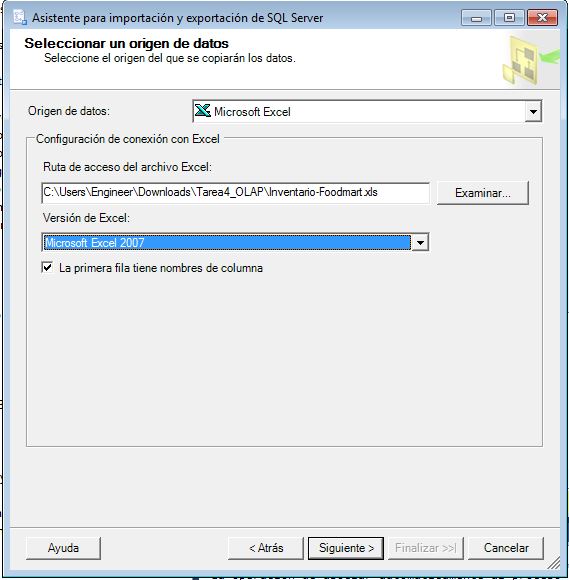 Asistente para importación y exportación de SQL Server
Seleccionar un origen de datos
Seleccione el origen del que se copiarán los datos.
Origen de datos: Microsoft Excel
Configuración de conexión con Excel
Ruta de acceso del archivo Excel:
C:\Users\Engineer\Downloads\Tarea4_OLAP\Inventario-Foodmart.xls Examinar...
Versión de Excel:
Microsoft Excel 2007
La primera fila tiene nombres de columna
Ayuda < Atrás Siguiente > Finalizar >>| Cancelar